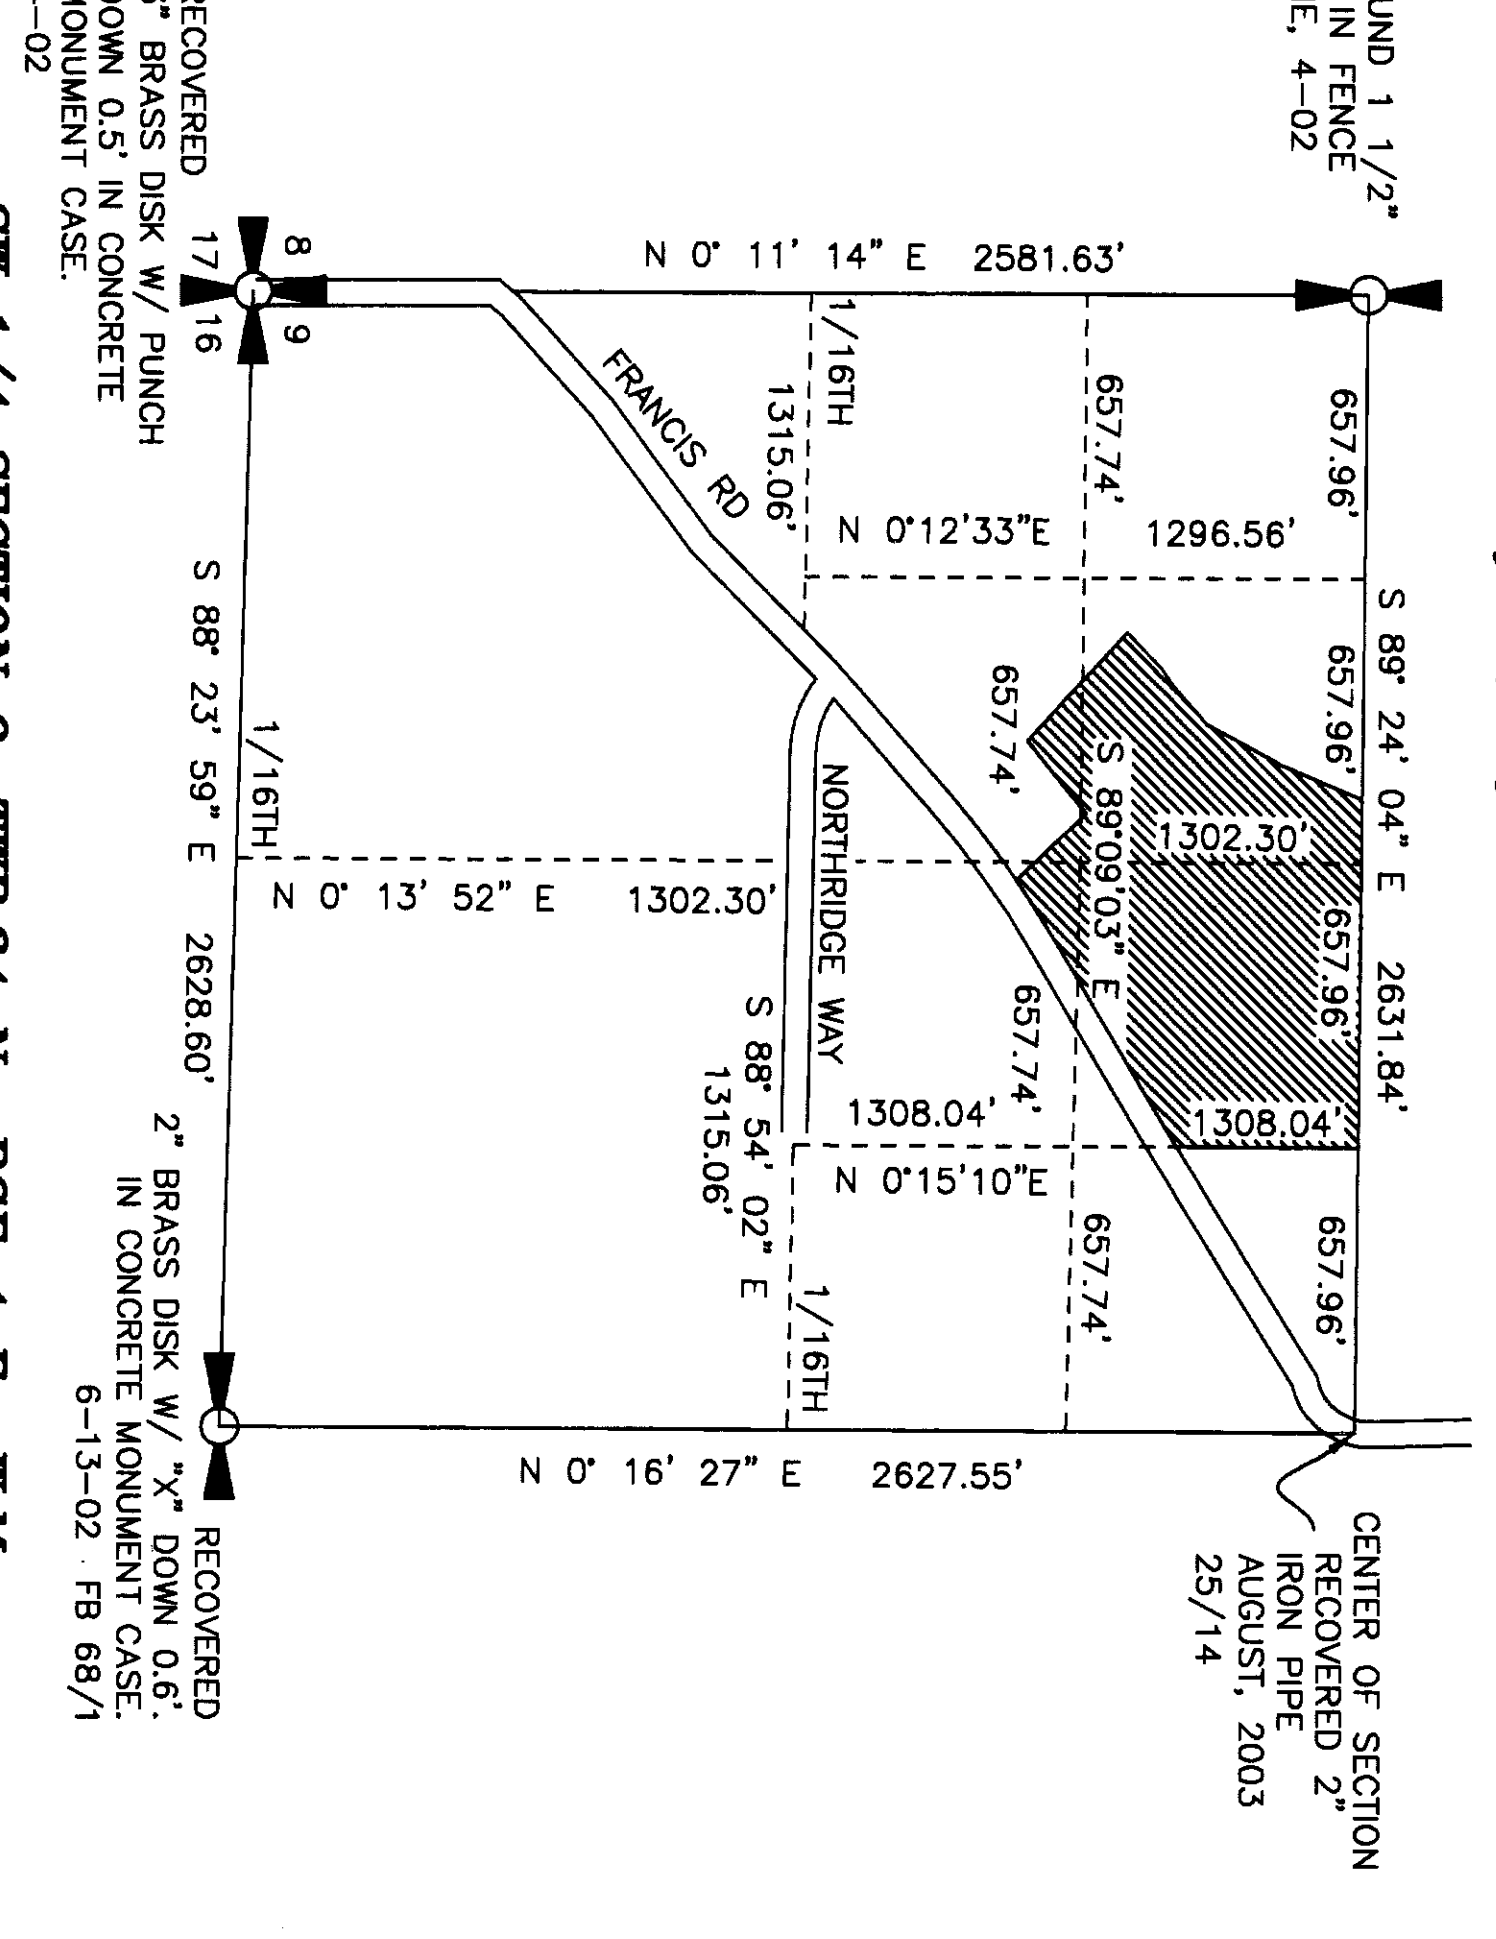 UND 1 1/2"
IN FENCE
E, 4-02
S 89° 24' 04" E 2631.84'
657.96'
657.96'
657.96'
657.96'
CENTER OF SECTION
RECOVERED 2"
IRON PIPE
AUGUST, 2003
25/14
N 0° 11' 14" E 2581.63'
N 0°12'33"E 1296.56'
1302.30'
1308.04'
657.74'
S 89°09'03" E
657.74'
657.74'
657.74'
1308.04'
N 0°15'10"E
1/16TH
1315.06'
FRANCIS RD
NORTHRIDGE WAY
S 88° 54' 02" E
1315.06'
1/16TH
N 0° 13' 52" E 1302.30'
1/16TH
N 0° 16' 27" E 2627.55'
8
9
17
16
S 88° 23' 59" E 2628.60'
RECOVERED
" BRASS DISK W/ PUNCH
DOWN 0.5' IN CONCRETE
MONUMENT CASE.
-02
RECOVERED
2" BRASS DISK W/ "X" DOWN 0.6'.
IN CONCRETE MONUMENT CASE.
6-13-02 FB 68/1